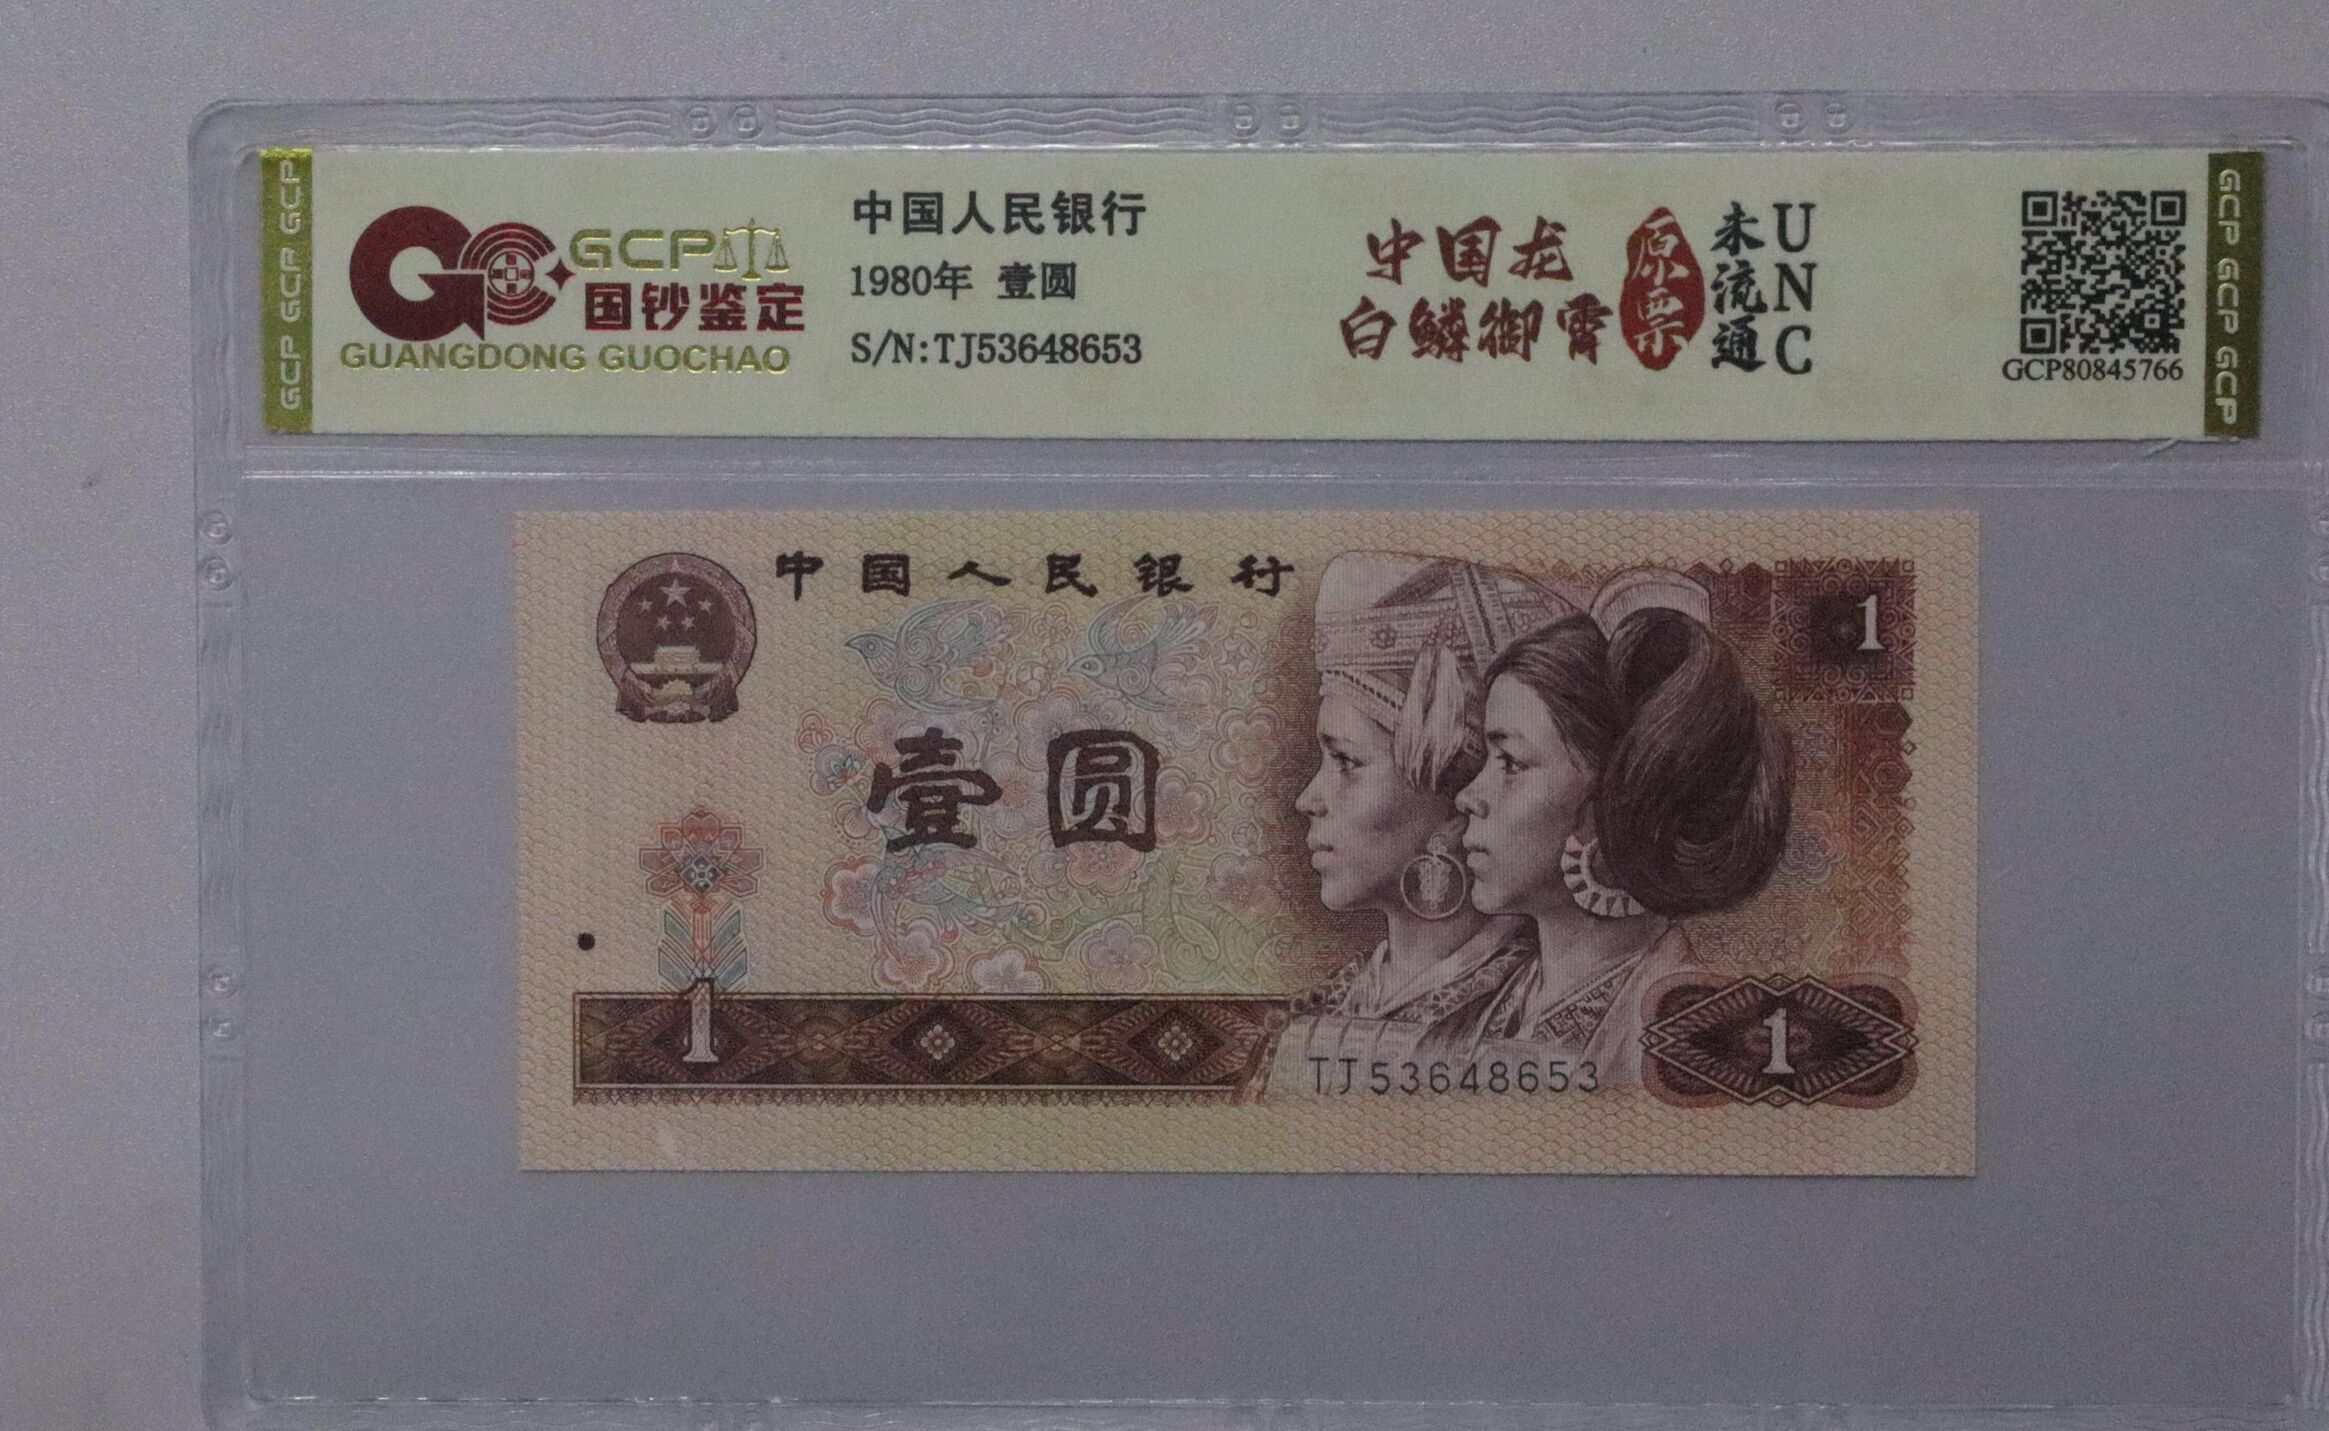 GCP GCP GCP
GCP
国钞鉴定
GUANGDONG GUOCHAO
中国人民银行
1980年 壹圆
S/N:TJ53648653
中国龙
白鳞御霄
原票
未流通
UNC
GCP80845766
GCP GCP GCP
中国人民银行
1
壹圆
1
1
TJ53648653